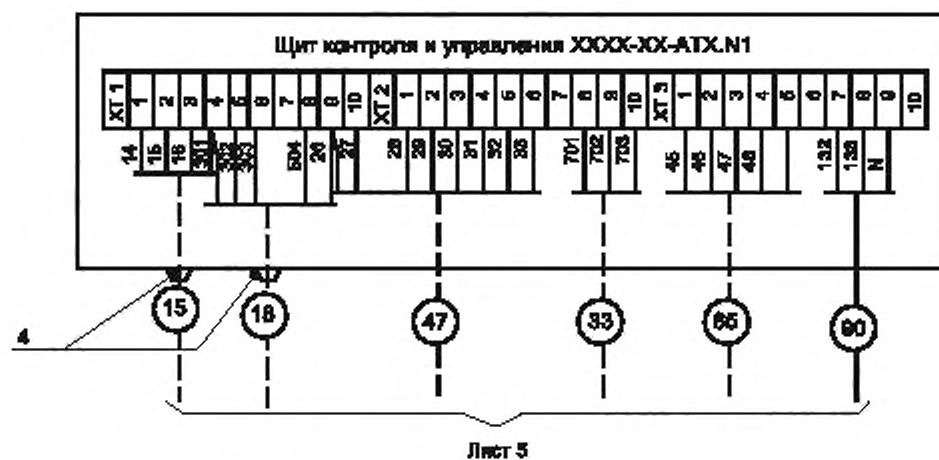 Щит контроля и управления XXXX-XX-ATX.N1
XT 1 1 2 3 4 5 6 7 8 9 10 XT 2 1 2 3 4 5 6 7 8 9 10 XT 3 1 2 3 4 5 6 7 8 9 10
14 15 16 301 303 504 26 27 28 29 30 31 32 33 701 702 703 45 46 47 48 132 133 N
15 18 47 33 65 90
4
Лист 5